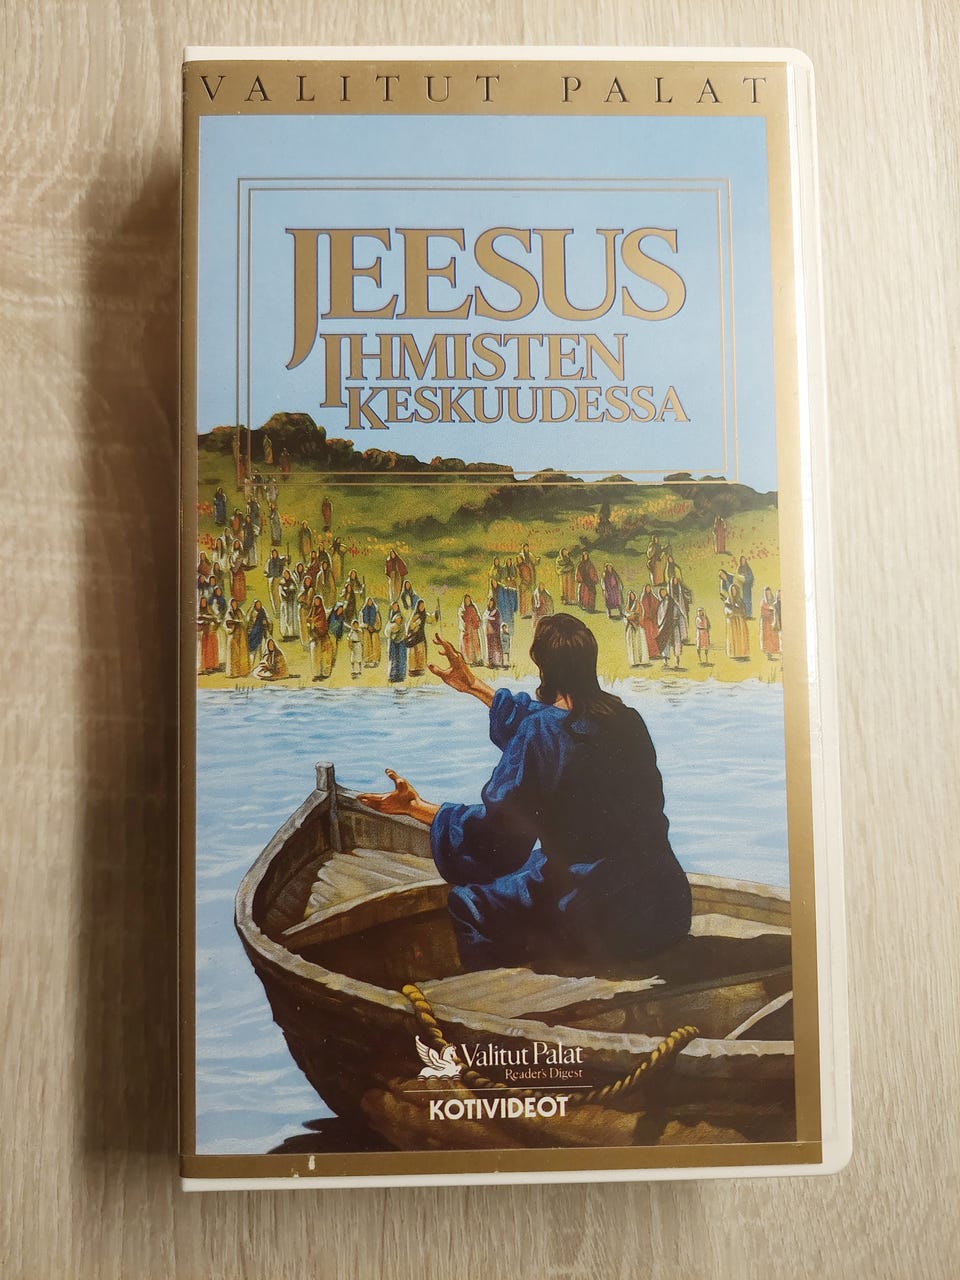 VALITUT PALAT
JEESUS
IHMISTEN
KESKUUDESSA
Valitut Palat
Reader's Digest
KOTIVIDEOT